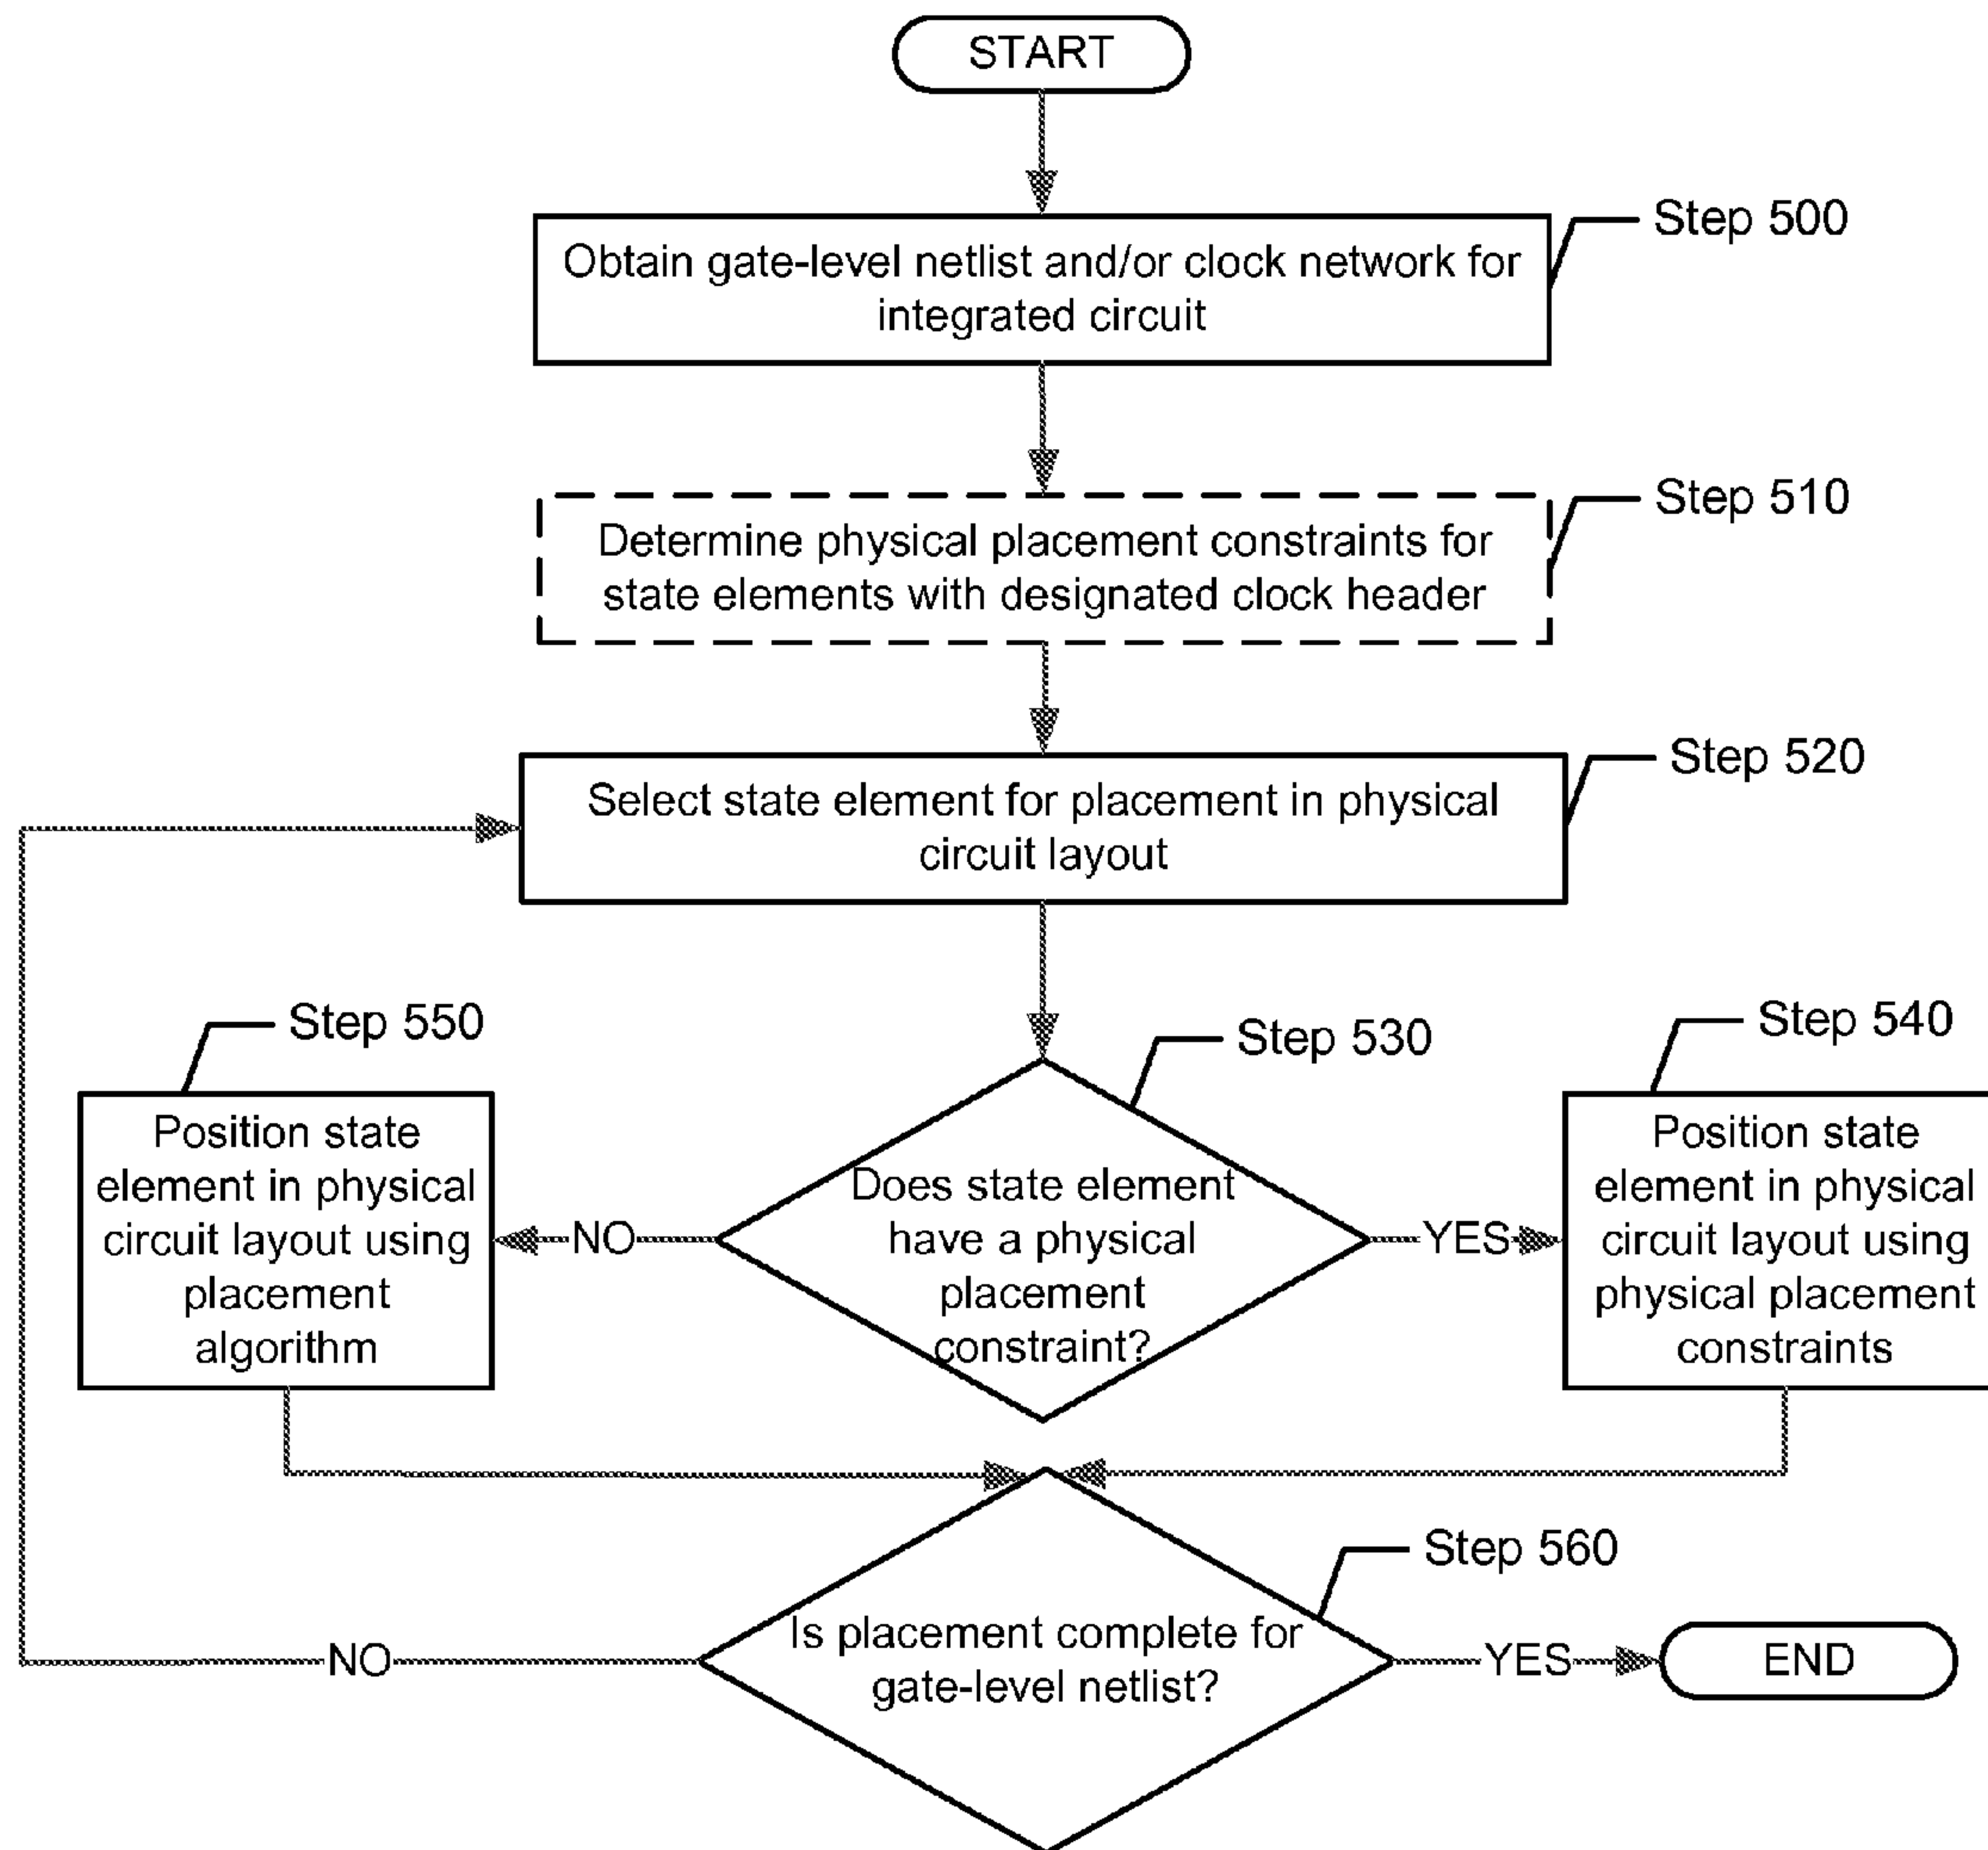 START
Step 500
Obtain gate-level netlist and/or clock network for
integrated circuit
Step 510
Determine physical placement constraints for
state elements with designated clock header
Step 520
Select state element for placement in physical
circuit layout
Step 550
Step 530
Step 540
Position state
element in physical
circuit layout using
placement
algorithm
NO
Does state element
have a physical
placement
constraint?
YES
Position state
element in physical
circuit layout using
physical placement
constraints
Step 560
NO
Is placement complete for
gate-level netlist?
YES
END